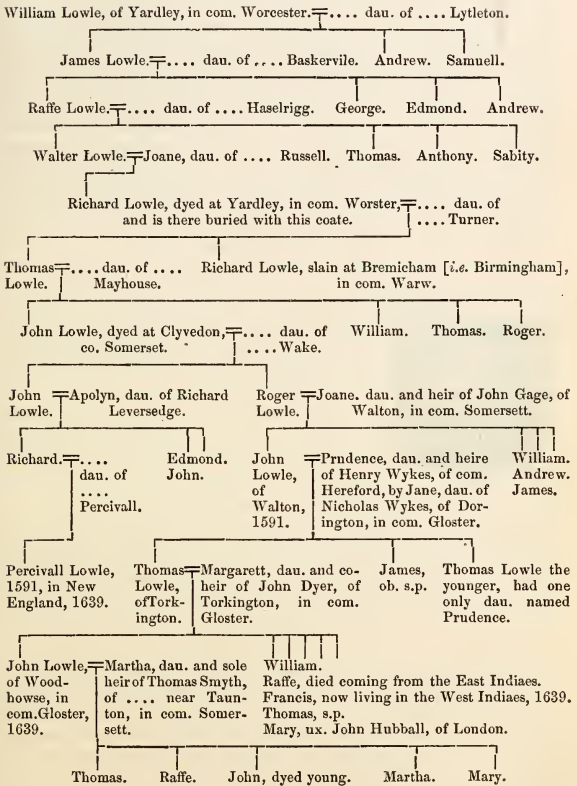 William Lowle, of Yardley, in com. Worcester.=.... dau. of .... Lytleton.
James Lowle.=.... dau. of .... Baskervile. Andrew. Samuell.
Raffe Lowle.=.... dau. of .... Haselrigg. George. Edmond. Andrew.
Walter Lowle.=Joane, dau. of .... Russell. Thomas. Anthony. Sabity.
Richard Lowle, dyed at Yardley, in com. Worster,=.... dau. of
and is there buried with this coate. .... Turner.
Thomas=.... dau. of .... Richard Lowle, slain at Bremicham [i.e. Birmingham],
Lowle. Mayhouse. in com. Warw.
John Lowle, dyed at Clyvedon,=.... dau. of William. Thomas. Roger.
co. Somerset. .... Wake.
John =Apolyn, dau. of Richard Roger =Joane. dau. and heir of John Gage, of
Lowle. Leversedge. Lowle. Walton, in com. Somersett.
Richard.=.... Edmond. John =Prndence, dau. and heire William.
dau. of John. Lowle, of Henry Wykes, of com. Andrew.
.... of Hereford, by Jane, dau. of James.
Percivall. Walton, Nicholas Wykes, of Dor-
1591. ington, in com. Gloster.
Percivall Lowle, Thomas=Margarett, dau. and co- James, Thomas Lowle the
1591, in New Lowle, heir of John Dyer, of ob. s.p. younger, had one
England, 1639. ofTork- Torkington, in com. only dau. named
ington. Gloster. Prudence.
John Lowle,=Martha, dau. and sole William.
of Wood- heir of Thomas Smyth, Raffe, died coming from the East Indiaes.
howse, in of .... near Taun- Francis, now living in the West Indiaes, 1639.
com.Gloster, ton, in com. Somer- Thomas, s.p.
1639. sett. Mary, ux. John Hubball, of London.
Thomas. Raffe. John, dyed young. Martha. Mary.